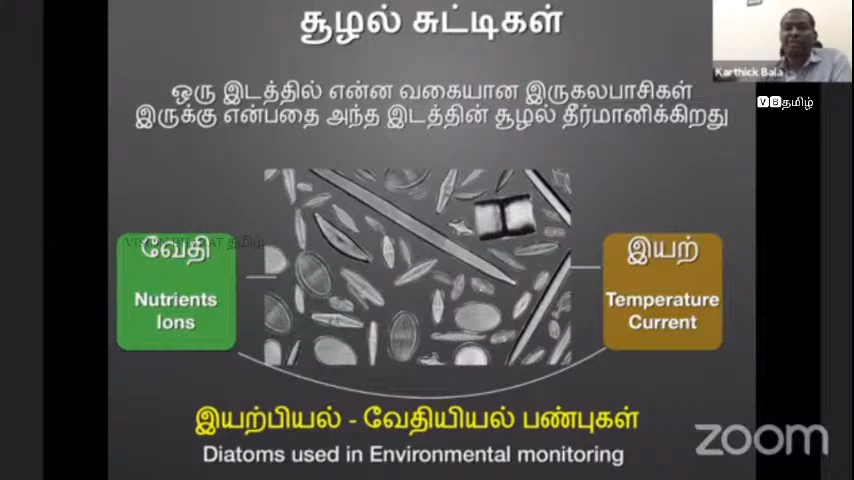 சூழல் சுட்டிகள்
Karthick Bala
VBதமிழ்
ஒரு இடத்தில் என்ன வகையான இருகலபாசிகள்
இருக்கு என்பதை அந்த இடத்தின் சூழல் தீர்மானிக்கிறது
வேதி
Nutrients
Ions
இயற்
Temperature
Current
இயற்பியல் - வேதியியல் பண்புகள்
Diatoms used in Environmental monitoring
zoom